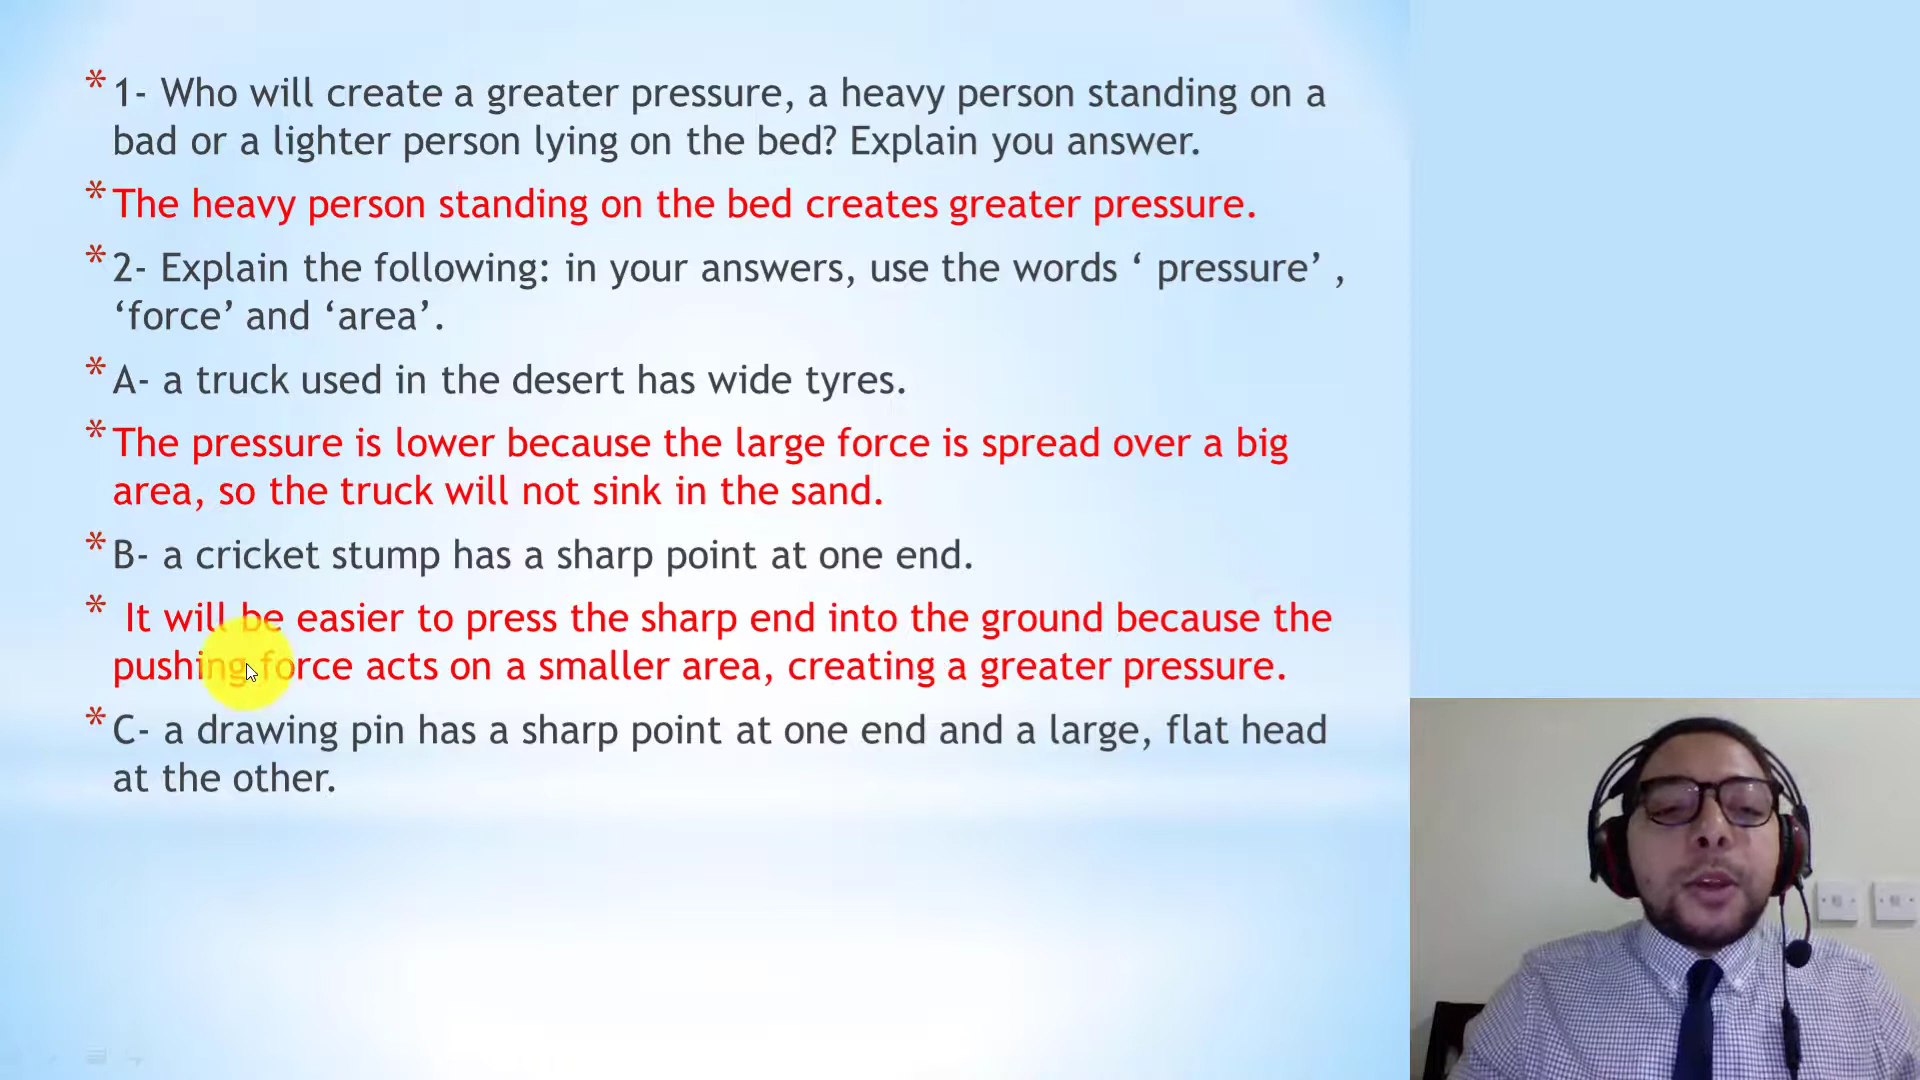 * 1- Who will create a greater pressure, a heavy person standing on a
bad or a lighter person lying on the bed? Explain you answer.
* The heavy person standing on the bed creates greater pressure.
* 2- Explain the following: in your answers, use the words ‘ pressure’ ,
‘force’ and ‘area’.
* A- a truck used in the desert has wide tyres.
* The pressure is lower because the large force is spread over a big
area, so the truck will not sink in the sand.
* B- a cricket stump has a sharp point at one end.
* It will be easier to press the sharp end into the ground because the
pushing force acts on a smaller area, creating a greater pressure.
* C- a drawing pin has a sharp point at one end and a large, flat head
at the other.